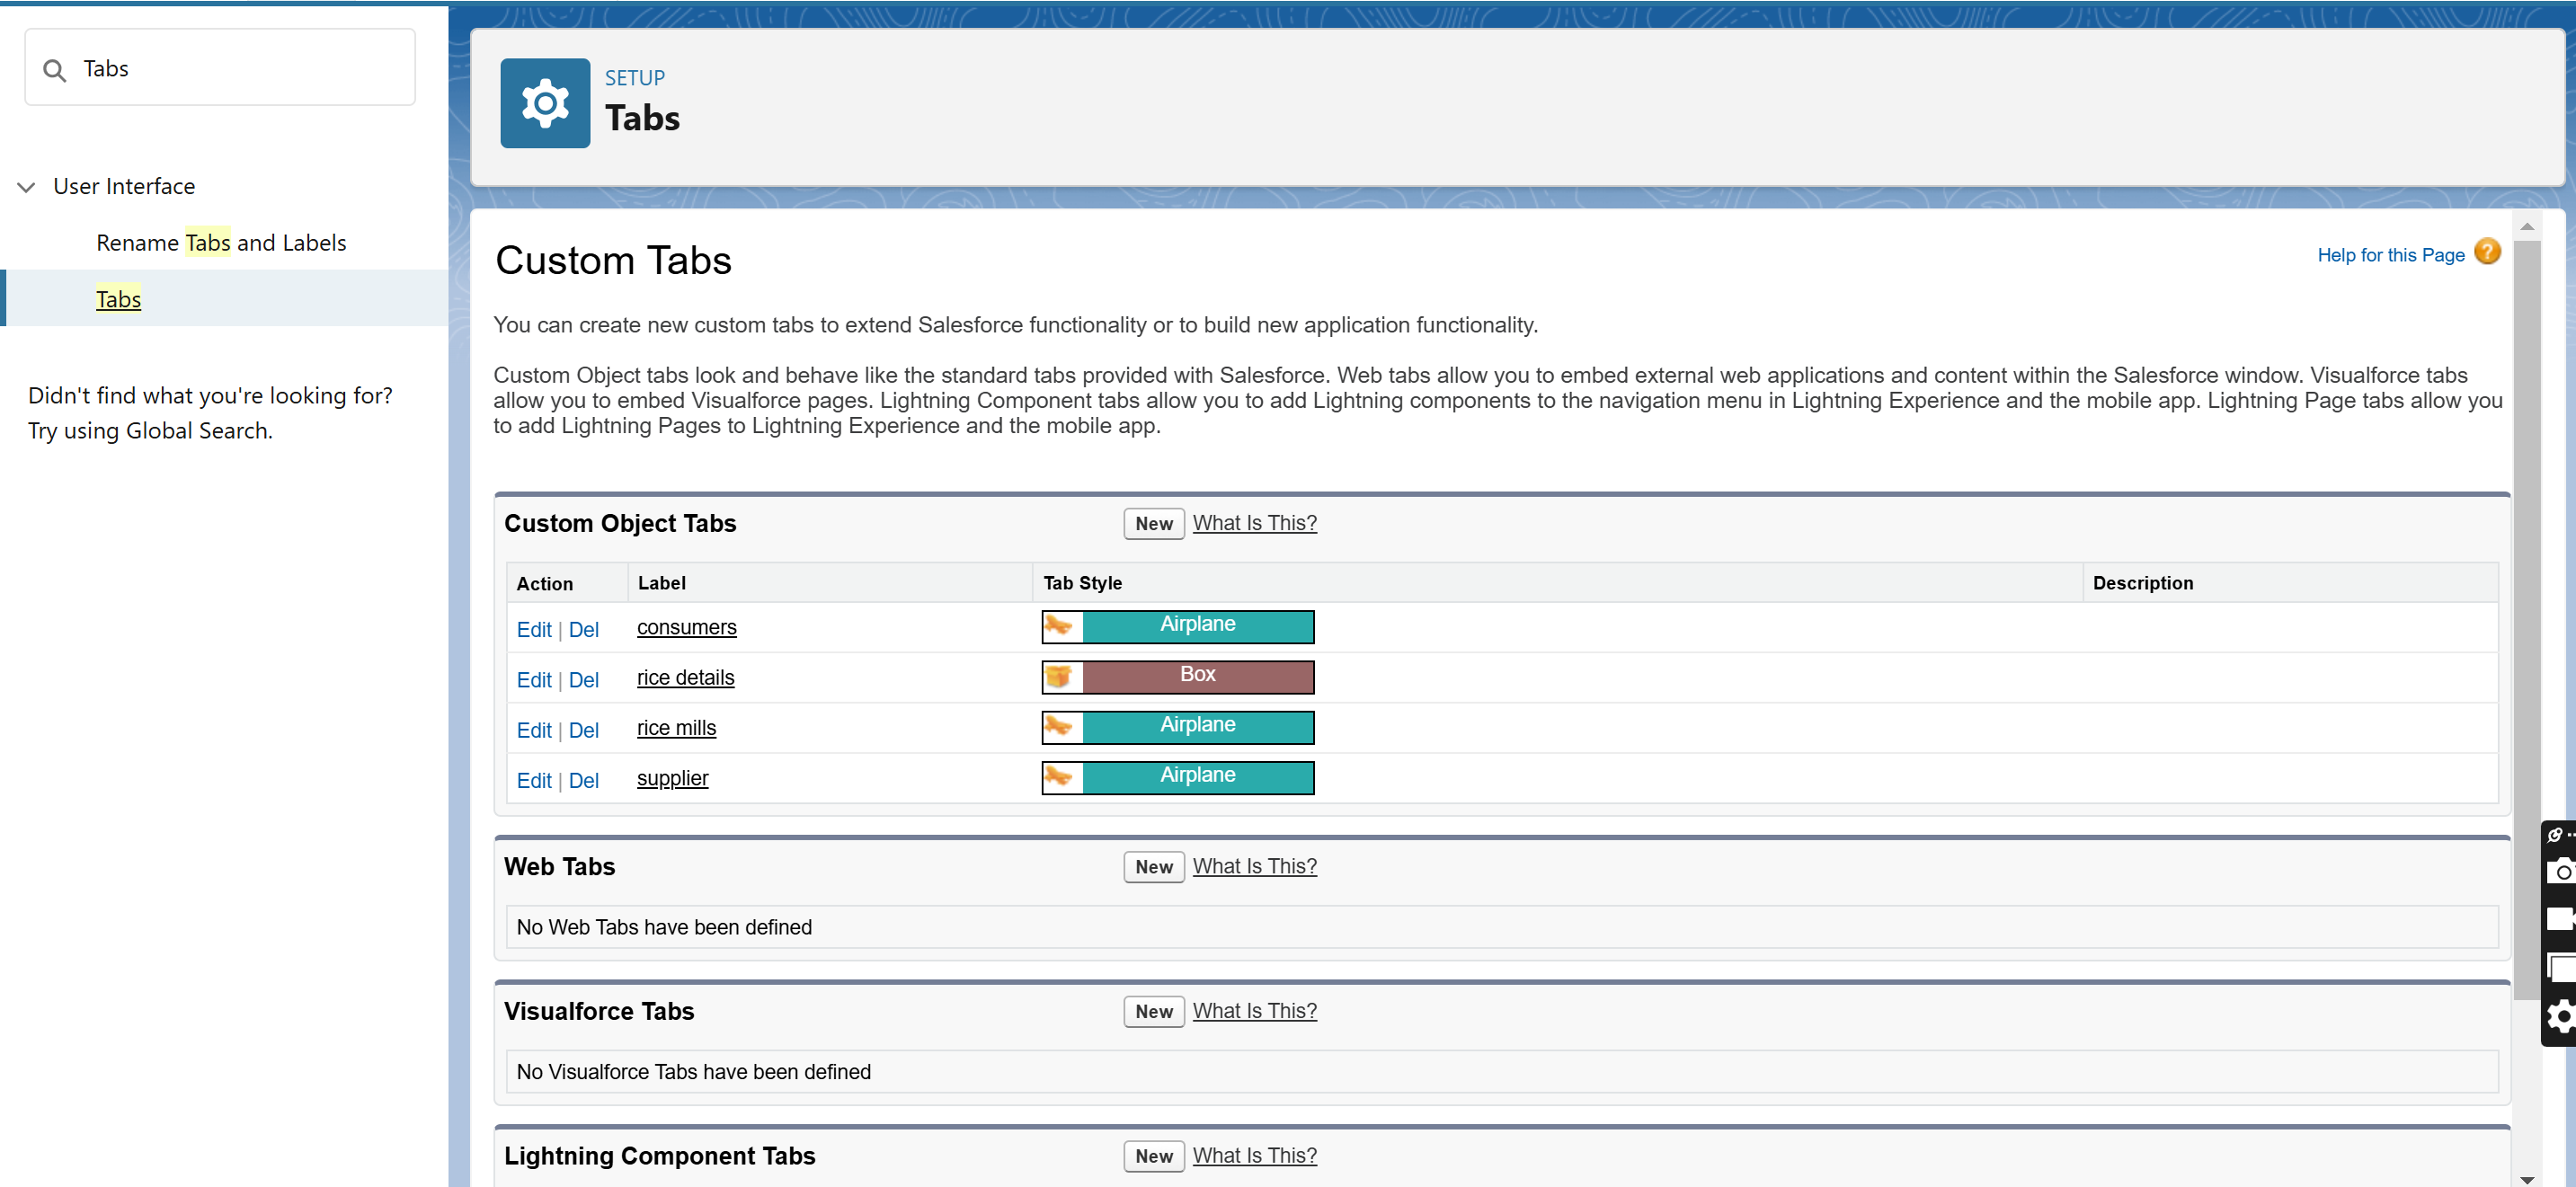 Tabs
User Interface
Rename Tabs and Labels
Tabs
Didn't find what you're looking for?
Try using Global Search.
SETUP
Tabs
Custom Tabs
Help for this Page ?
You can create new custom tabs to extend Salesforce functionality or to build new application functionality.
Custom Object tabs look and behave like the standard tabs provided with Salesforce. Web tabs allow you to embed external web applications and content within the Salesforce window. Visualforce tabs
allow you to embed Visualforce pages. Lightning Component tabs allow you to add Lightning components to the navigation menu in Lightning Experience and the mobile app. Lightning Page tabs allow you
to add Lightning Pages to Lightning Experience and the mobile app.
Custom Object Tabs New What Is This?
Action Label Tab Style Description
Edit | Del consumers Airplane
Edit | Del rice details Box
Edit | Del rice mills Airplane
Edit | Del supplier Airplane
Web Tabs New What Is This?
No Web Tabs have been defined
Visualforce Tabs New What Is This?
No Visualforce Tabs have been defined
Lightning Component Tabs New What Is This?